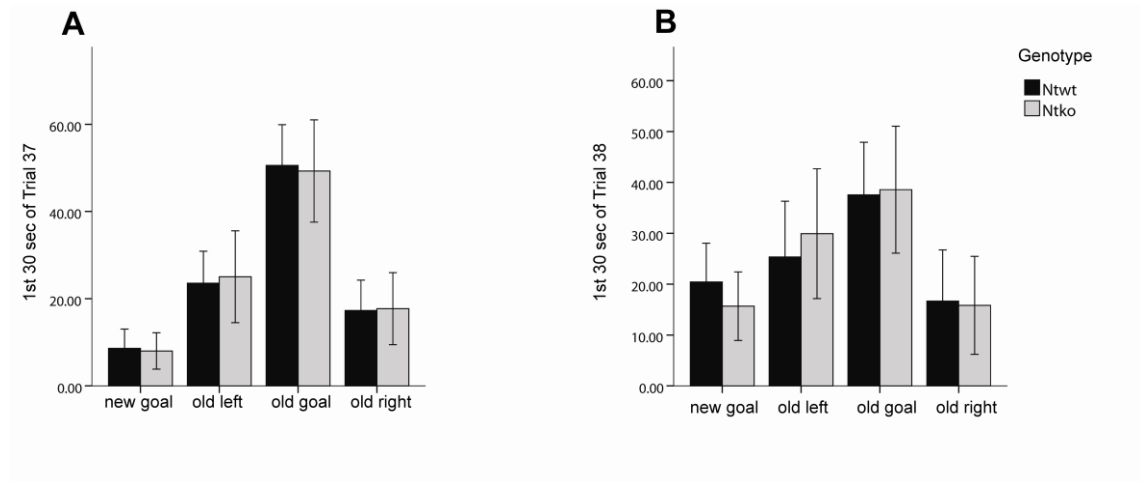 A
1st 30 sec of Trial 37
60.00
40.00
20.00
0.00
new goal old left old goal old right
B
1st 30 sec of Trial 38
60.00
50.00
40.00
30.00
20.00
10.00
0.00
new goal old left old goal old right
Genotype
Ntwt
Ntko